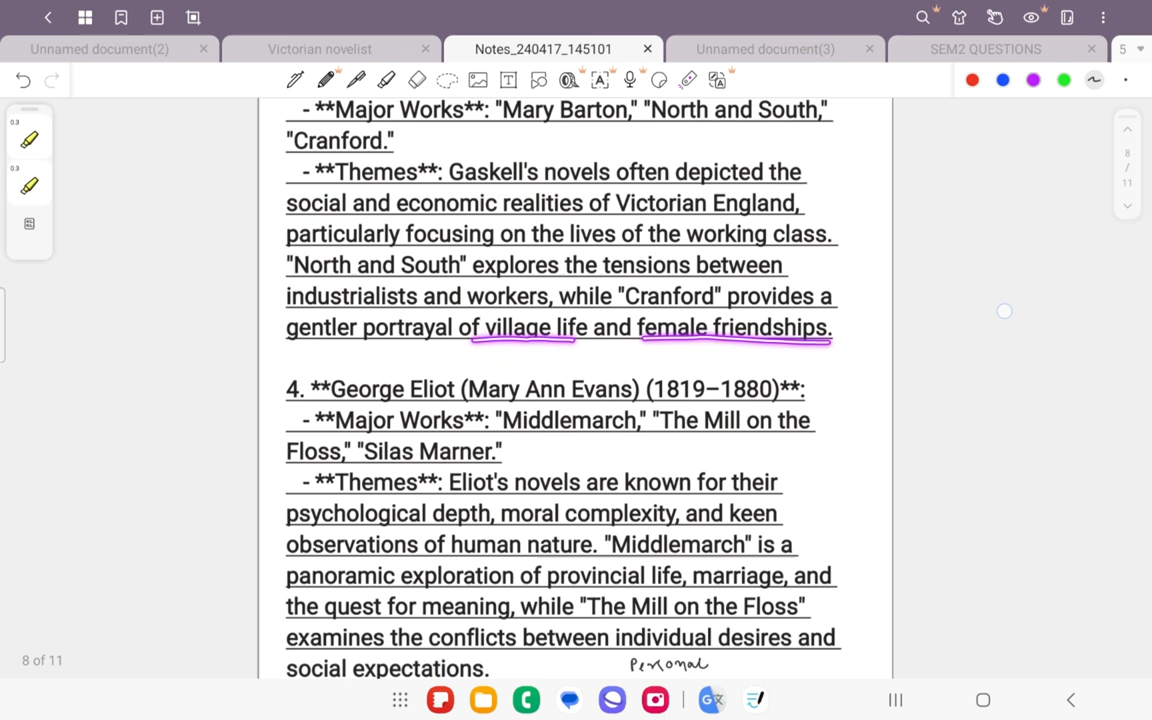 Unnamed document(2)
Victorian novelist
Notes_240417_145101
Unnamed document(3)
SEM2 QUESTIONS
5
0.3
0.3
8
/
11
- **Major Works**: "Mary Barton," "North and South,"
"Cranford."
- **Themes**: Gaskell's novels often depicted the
social and economic realities of Victorian England,
particularly focusing on the lives of the working class.
"North and South" explores the tensions between
industrialists and workers, while "Cranford" provides a
gentler portrayal of village life and female friendships.
4. **George Eliot (Mary Ann Evans) (1819–1880)**:
- **Major Works**: "Middlemarch," "The Mill on the
Floss," "Silas Marner."
- **Themes**: Eliot's novels are known for their
psychological depth, moral complexity, and keen
observations of human nature. "Middlemarch" is a
panoramic exploration of provincial life, marriage, and
the quest for meaning, while "The Mill on the Floss"
examines the conflicts between individual desires and
social expectations.
Personal
8 of 11